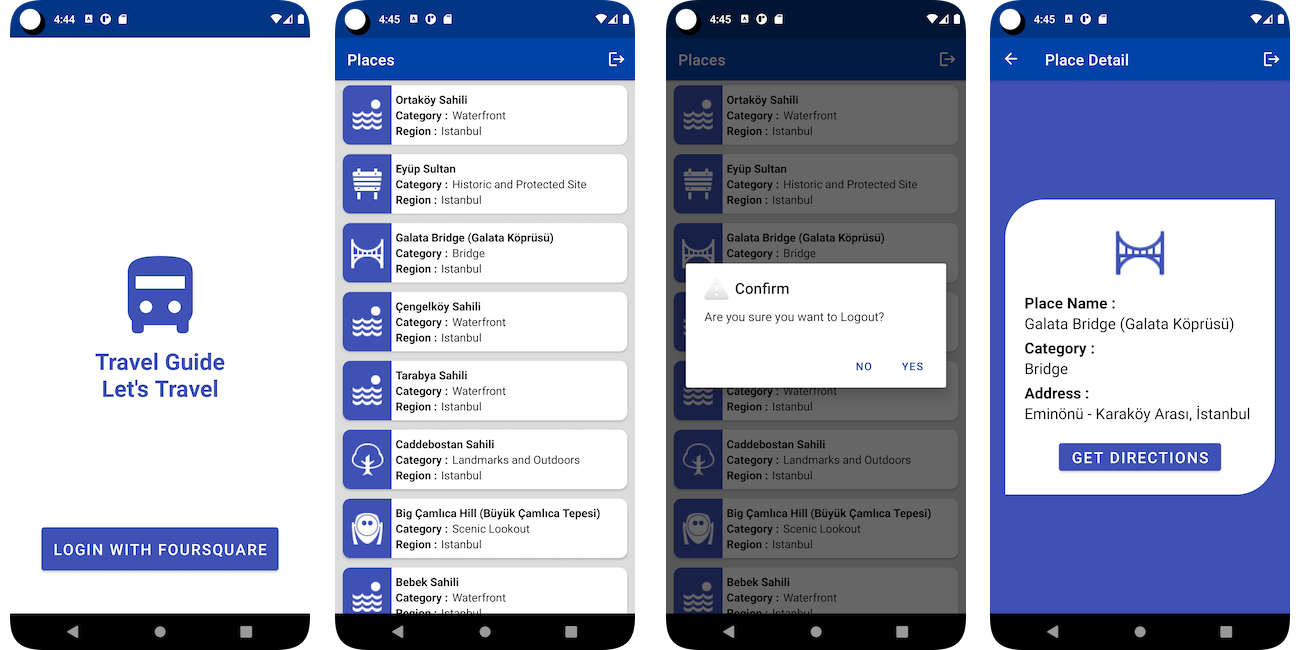 4:44
Travel Guide
Let's Travel
LOGIN WITH FOURSQUARE
4:45
Places
Ortaköy Sahili
Category : Waterfront
Region : Istanbul
Eyüp Sultan
Category : Historic and Protected Site
Region : Istanbul
Galata Bridge (Galata Köprüsü)
Category : Bridge
Region : Istanbul
Çengelköy Sahili
Category : Waterfront
Region : Istanbul
Tarabya Sahili
Category : Waterfront
Region : Istanbul
Caddebostan Sahili
Category : Landmarks and Outdoors
Region : Istanbul
Big Çamlıca Hill (Büyük Çamlıca Tepesi)
Category : Scenic Lookout
Region : Istanbul
Bebek Sahili
Category : Waterfront
Region : Istanbul
4:45
Places
Ortaköy Sahili
Category : Waterfront
Region : Istanbul
Eyüp Sultan
Category : Historic and Protected Site
Region : Istanbul
Galata Bridge (Galata Köprüsü)
Category : Bridge
Confirm
Are you sure you want to Logout?
NO YES
Category : Waterfront
Region : Istanbul
Caddebostan Sahili
Category : Landmarks and Outdoors
Region : Istanbul
Big Çamlıca Hill (Büyük Çamlıca Tepesi)
Category : Scenic Lookout
Region : Istanbul
Bebek Sahili
Category : Waterfront
Region : Istanbul
4:45
Place Detail
Place Name :
Galata Bridge (Galata Köprüsü)
Category :
Bridge
Address :
Eminönü - Karaköy Arası, İstanbul
GET DIRECTIONS